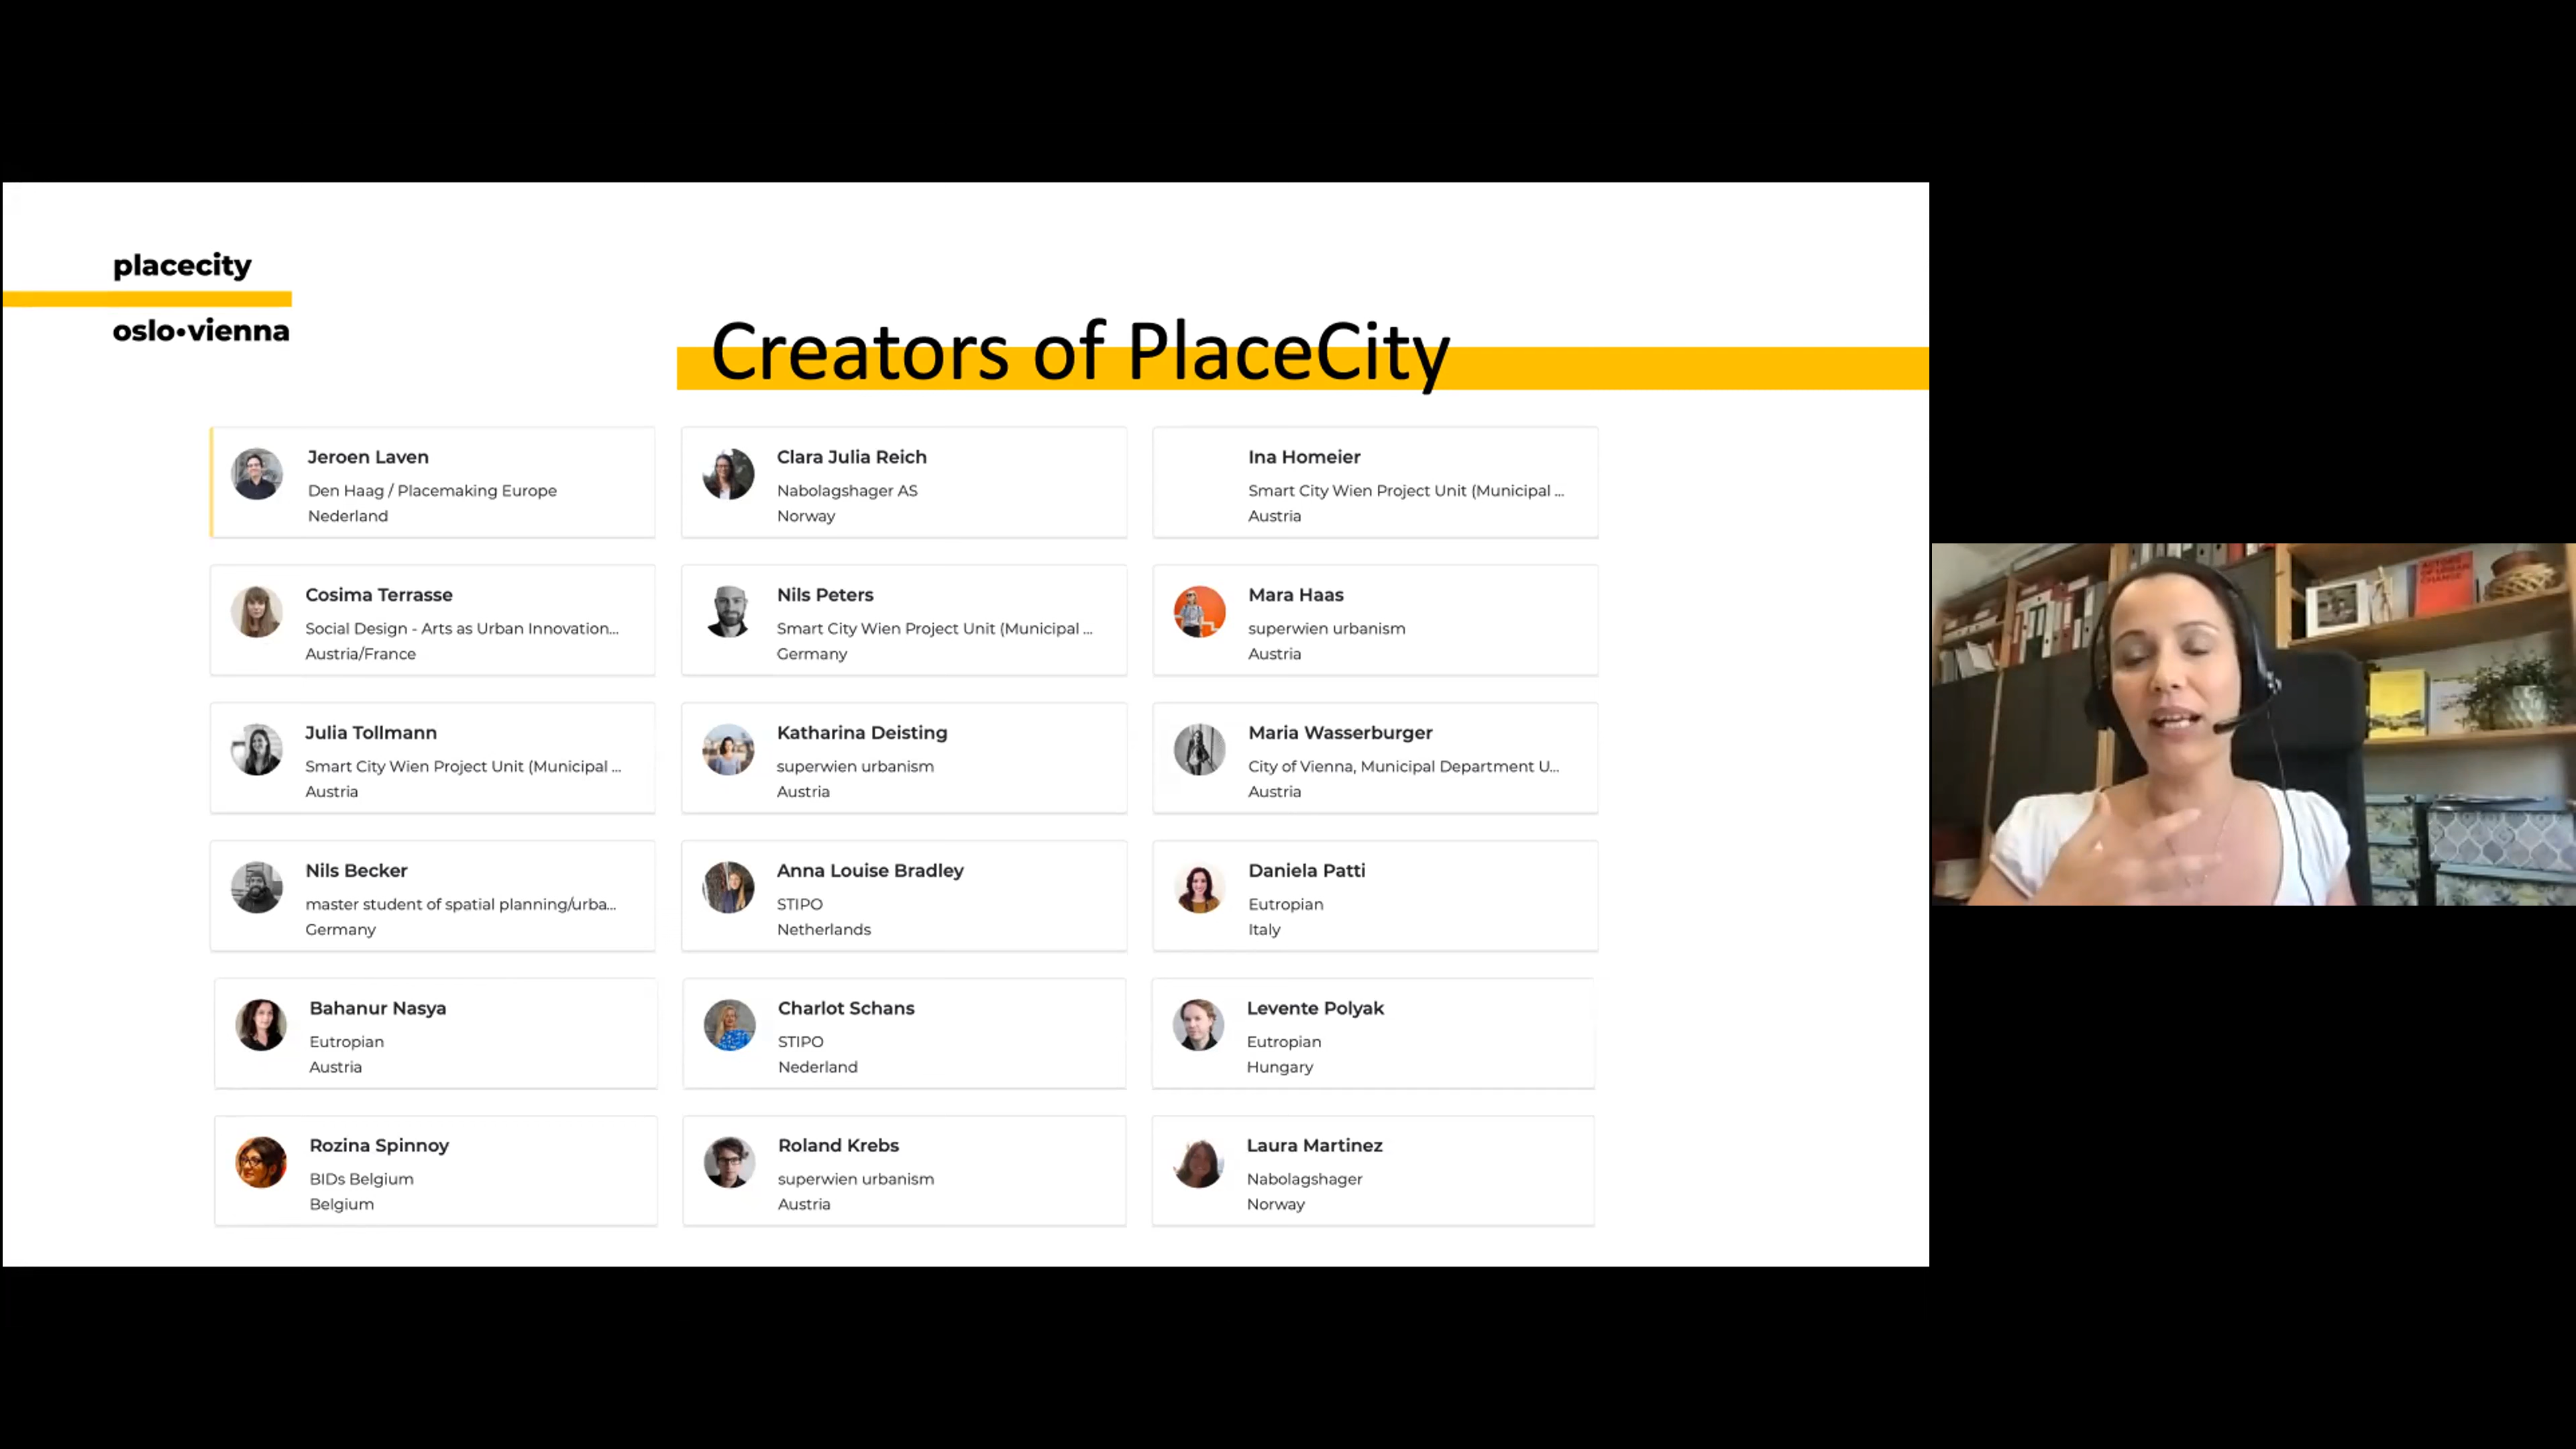 placecity
oslo•vienna
Creators of PlaceCity
Jeroen Laven
Den Haag / Placemaking Europe
Nederland
Clara Julia Reich
Nabolagshager AS
Norway
Ina Homeier
Smart City Wien Project Unit (Municipal ...
Austria
Cosima Terrasse
Social Design - Arts as Urban Innovation...
Austria/France
Nils Peters
Smart City Wien Project Unit (Municipal ...
Germany
Mara Haas
superwien urbanism
Austria
Julia Tollmann
Smart City Wien Project Unit (Municipal ...
Austria
Katharina Deisting
superwien urbanism
Austria
Maria Wasserburger
City of Vienna, Municipal Department U...
Austria
Nils Becker
master student of spatial planning/urba...
Germany
Anna Louise Bradley
STIPO
Netherlands
Daniela Patti
Eutropian
Italy
Bahanur Nasya
Eutropian
Austria
Charlot Schans
STIPO
Nederland
Levente Polyak
Eutropian
Hungary
Rozina Spinnoy
BIDs Belgium
Belgium
Roland Krebs
superwien urbanism
Austria
Laura Martinez
Nabolagshager
Norway
ACTORS
OF URBAN
CHANGE